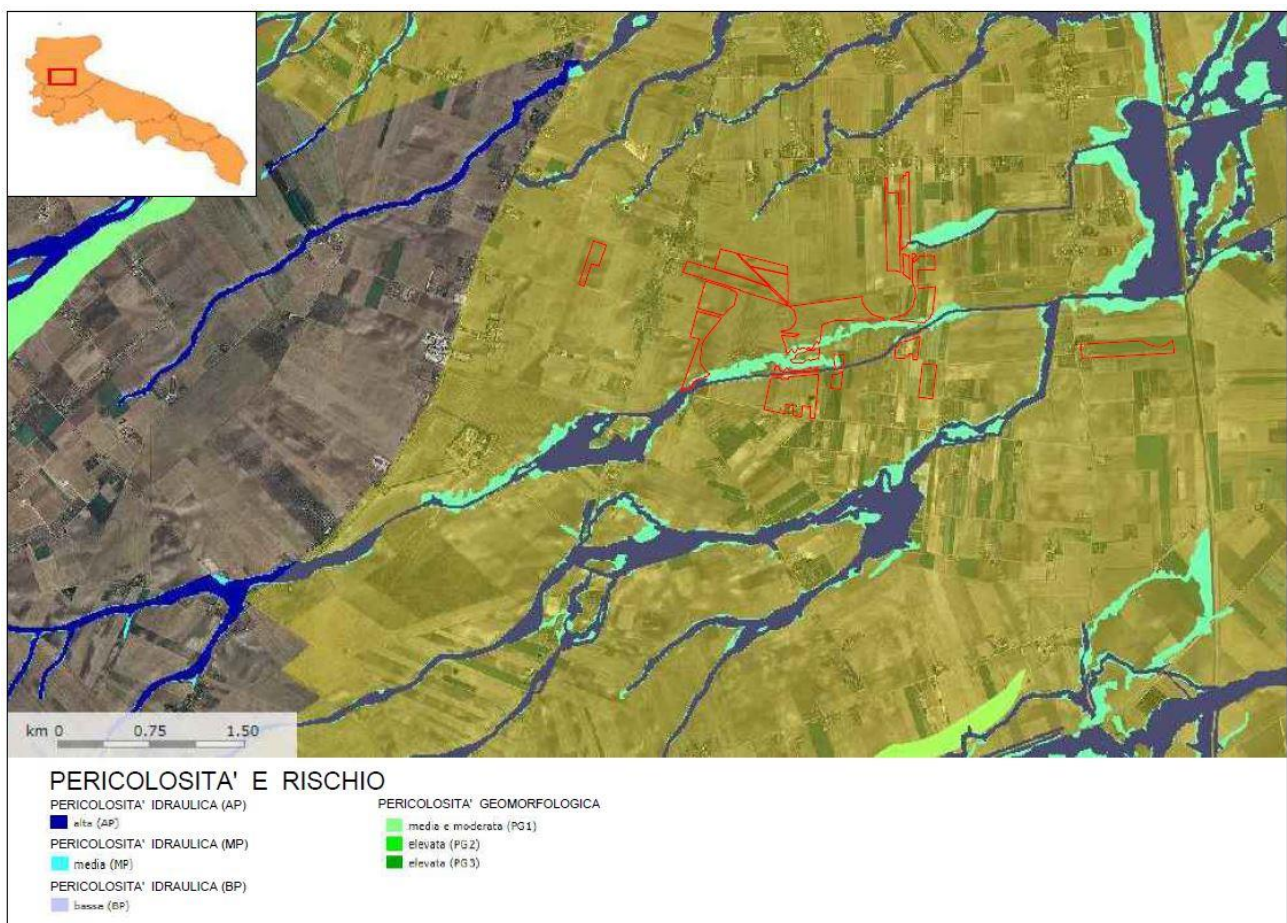 km 0 0.75 1.50
PERICOLOSITA' E RISCHIO
PERICOLOSITA' IDRAULICA (AP)
alta (AP)
PERICOLOSITA' IDRAULICA (MP)
media (MP)
PERICOLOSITA' IDRAULICA (BP)
bassa (BP)
PERICOLOSITA' GEOMORFOLOGICA
media e moderata (PG1)
elevata (PG2)
elevata (PG3)